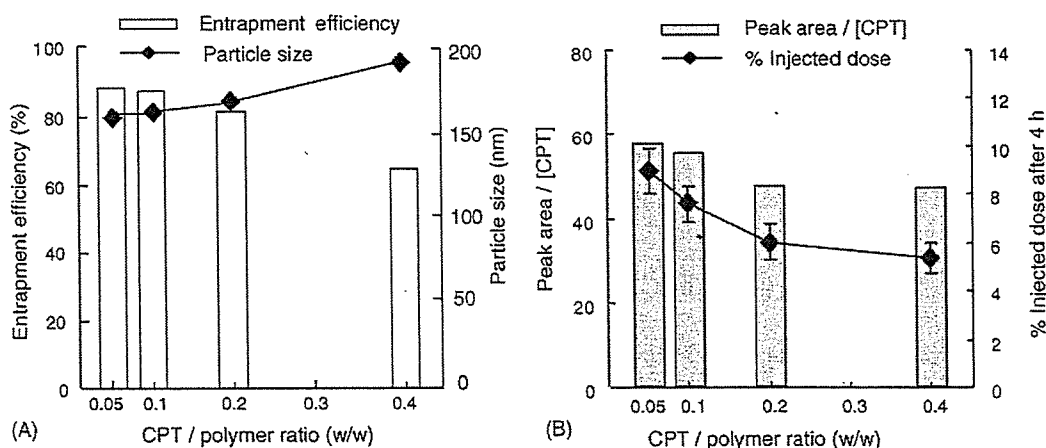 Entrapment efficiency
Particle size
100
80
60
40
20
0
Entrapment efficiency (%)
200
150
100
50
0
Particle size (nm)
0.05 0.1 0.2 0.3 0.4
(A) CPT / polymer ratio (w/w)
Peak area / [CPT]
% Injected dose
80
60
40
20
0
Peak area / [CPT]
14
12
10
8
6
4
2
0
% Injected dose after 4 h
0.05 0.1 0.2 0.3 0.4
(B) CPT / polymer ratio (w/w)